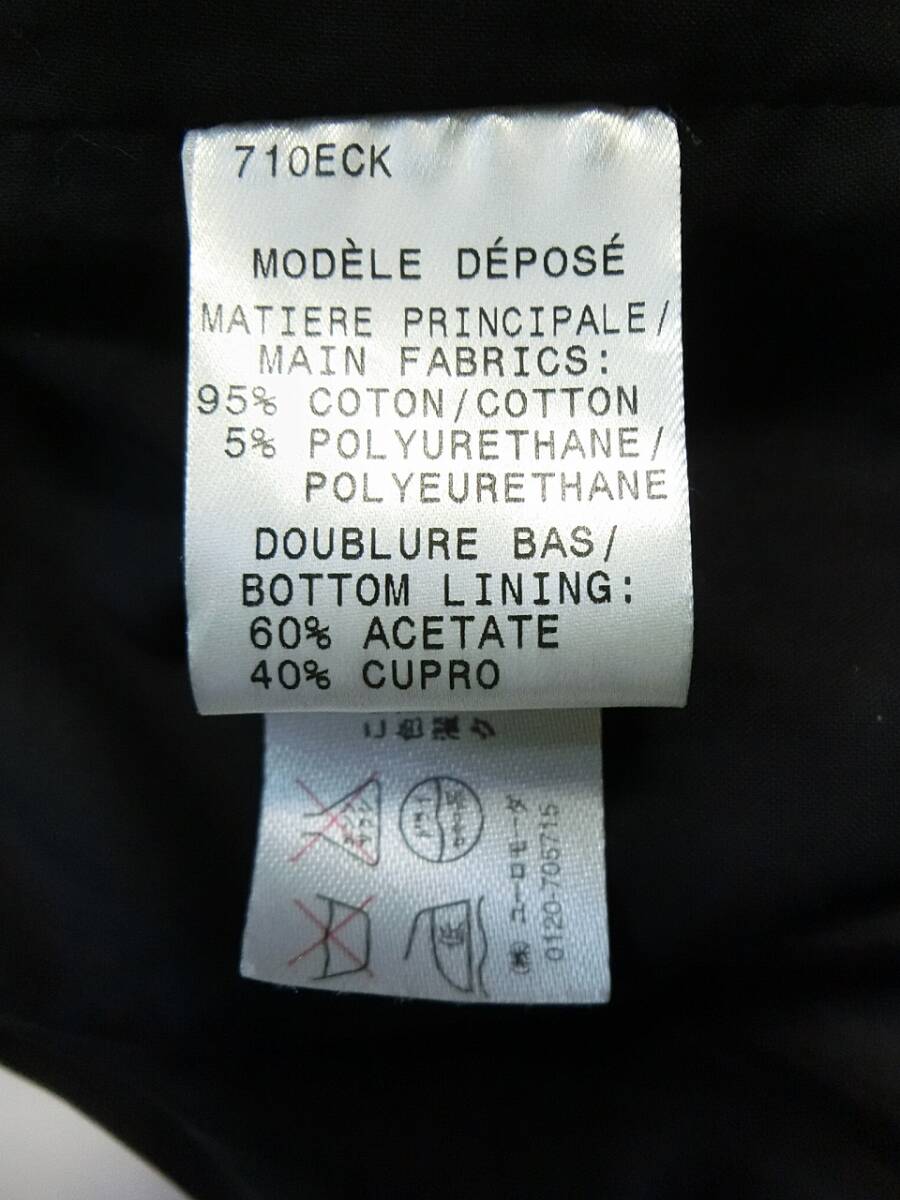 710ECK
MODÈLE DÉPOSÉ
MATIERE PRINCIPALE/
MAIN FABRICS:
95% COTON/COTTON
5% POLYURETHANE/
POLYEURETHANE
DOUBLURE BAS/
BOTTOM LINING:
60% ACETATE
40% CUPRO
低
(株) ユーロモーダ
0120-705715